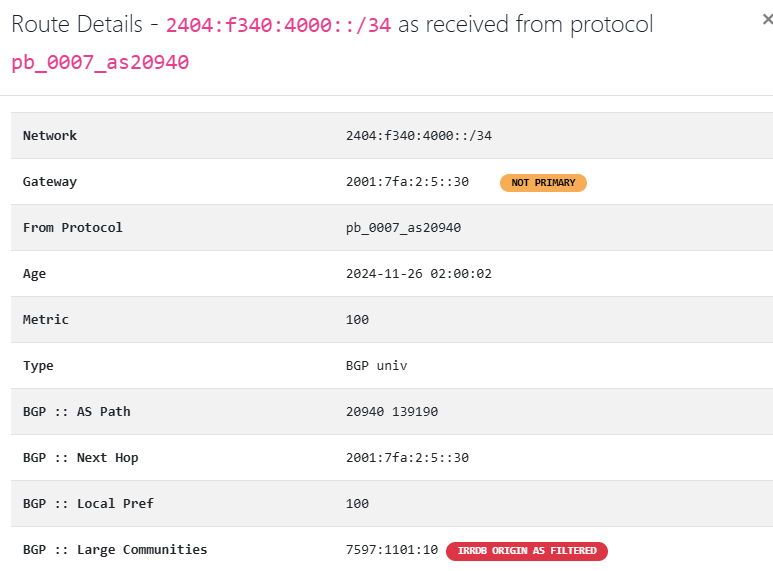 Route Details - 2404:f340:4000::/34 as received from protocol
pb_0007_as20940
×
Network 2404:f340:4000::/34
Gateway 2001:7fa:2:5::30 NOT PRIMARY
From Protocol pb_0007_as20940
Age 2024-11-26 02:00:02
Metric 100
Type BGP univ
BGP :: AS Path 20940 139190
BGP :: Next Hop 2001:7fa:2:5::30
BGP :: Local Pref 100
BGP :: Large Communities 7597:1101:10 IRRDB ORIGIN AS FILTERED